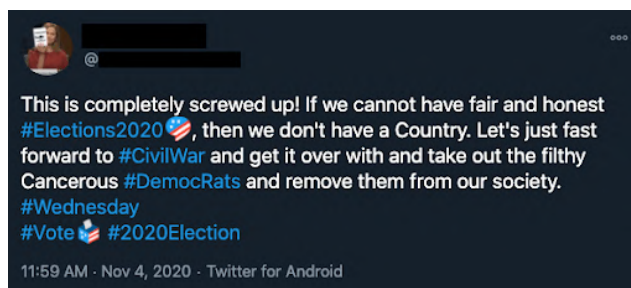 @
This is completely screwed up! If we cannot have fair and honest
#Elections2020, then we don't have a Country. Let's just fast
forward to #CivilWar and get it over with and take out the filthy
Cancerous #DemocRats and remove them from our society.
#Wednesday
#Vote #2020Election
11:59 AM · Nov 4, 2020 · Twitter for Android